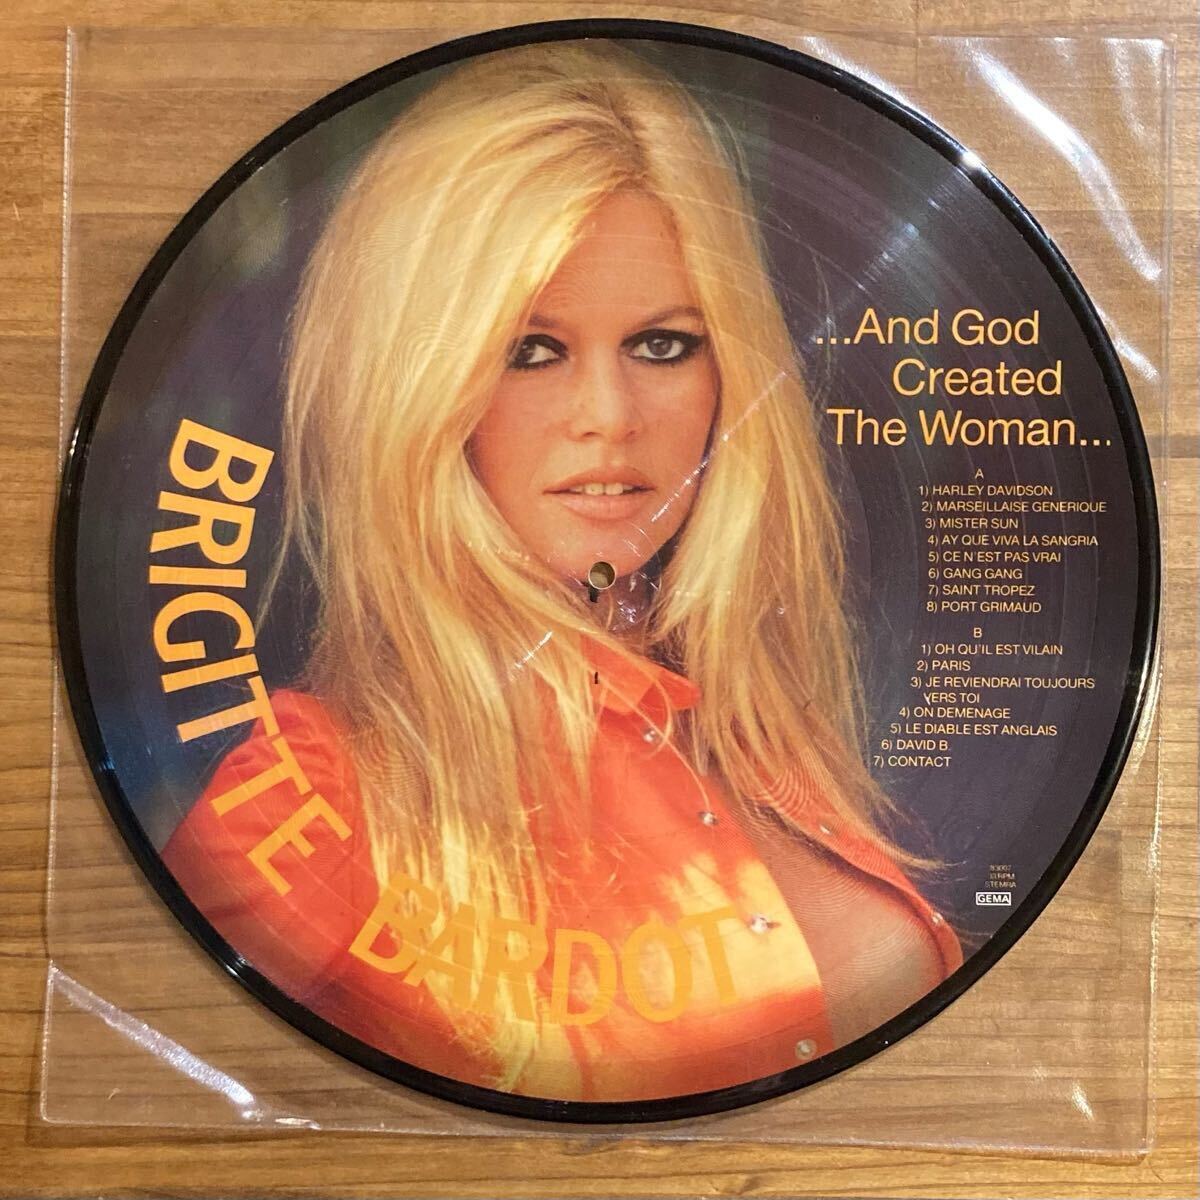 BRIGITTE BARDOT
...And God
Created
The Woman...
A
1) HARLEY DAVIDSON
2) MARSEILLAISE GENERIQUE
3) MISTER SUN
4) AY QUE VIVA LA SANGRIA
5) CE N'EST PAS VRAI
6) GANG GANG
7) SAINT TROPEZ
8) PORT GRIMAUD
B
1) OH QU'IL EST VILAIN
2) PARIS
3) JE REVIENDRAI TOUJOURS
VERS TOI
4) ON DEMENAGE
5) LE DIABLE EST ANGLAIS
6) DAVID B.
7) CONTACT
RPM
STEMRA
GEMA